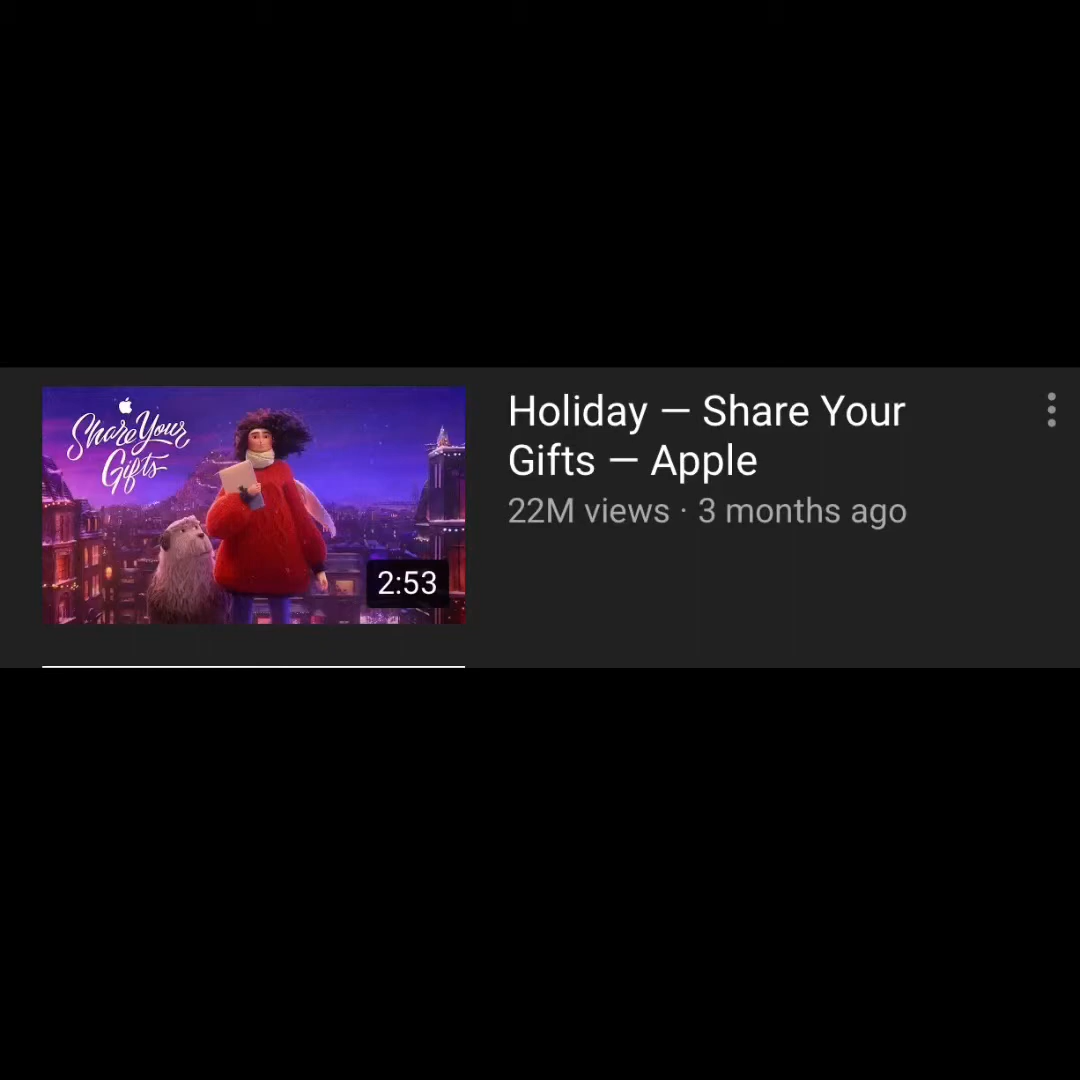 Share Your
Gifts
2:53
Holiday — Share Your
Gifts — Apple
22M views · 3 months ago